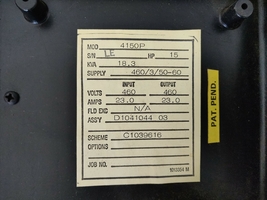 MOD 4150P
S/N LE HP 15
KVA 18.3
SUPPLY 460/3/50-60
INPUT OUTPUT
VOLTS 460 460
AMPS 23.0 23.0
FLD EXC N/A
ASSY D1041044 03
SCHEME C1039616
OPTIONS
JOB NO.
PAT. PEND.